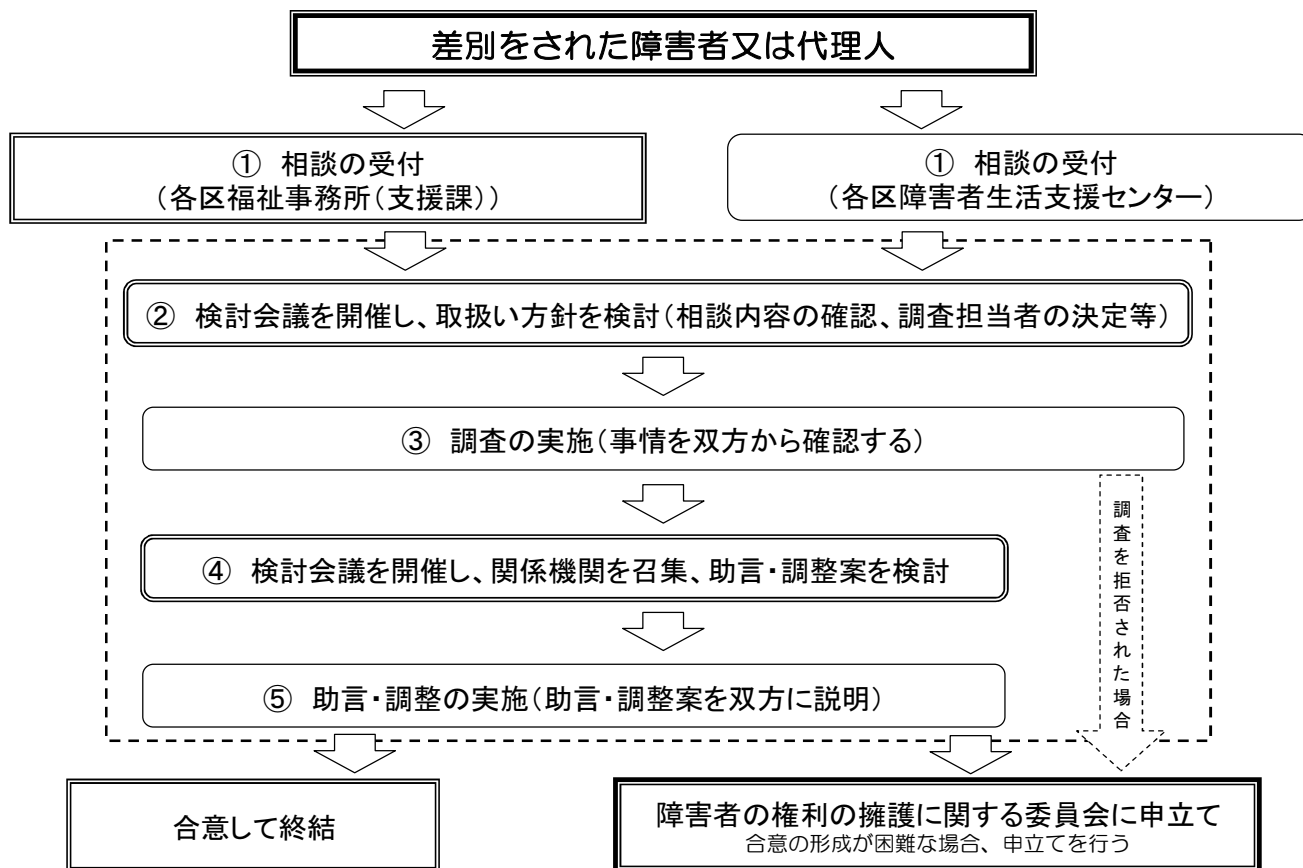 差別をされた障害者又は代理人
① 相談の受付
（各区福祉事務所（支援課））
① 相談の受付
（各区障害者生活支援センター）
② 検討会議を開催し、取扱い方針を検討（相談内容の確認、調査担当者の決定等）
③ 調査の実施（事情を双方から確認する）
④ 検討会議を開催し、関係機関を召集、助言・調整案を検討
⑤ 助言・調整の実施（助言・調整案を双方に説明）
調査を拒否された場合
合意して終結
障害者の権利の擁護に関する委員会に申立て
合意の形成が困難な場合、申立てを行う